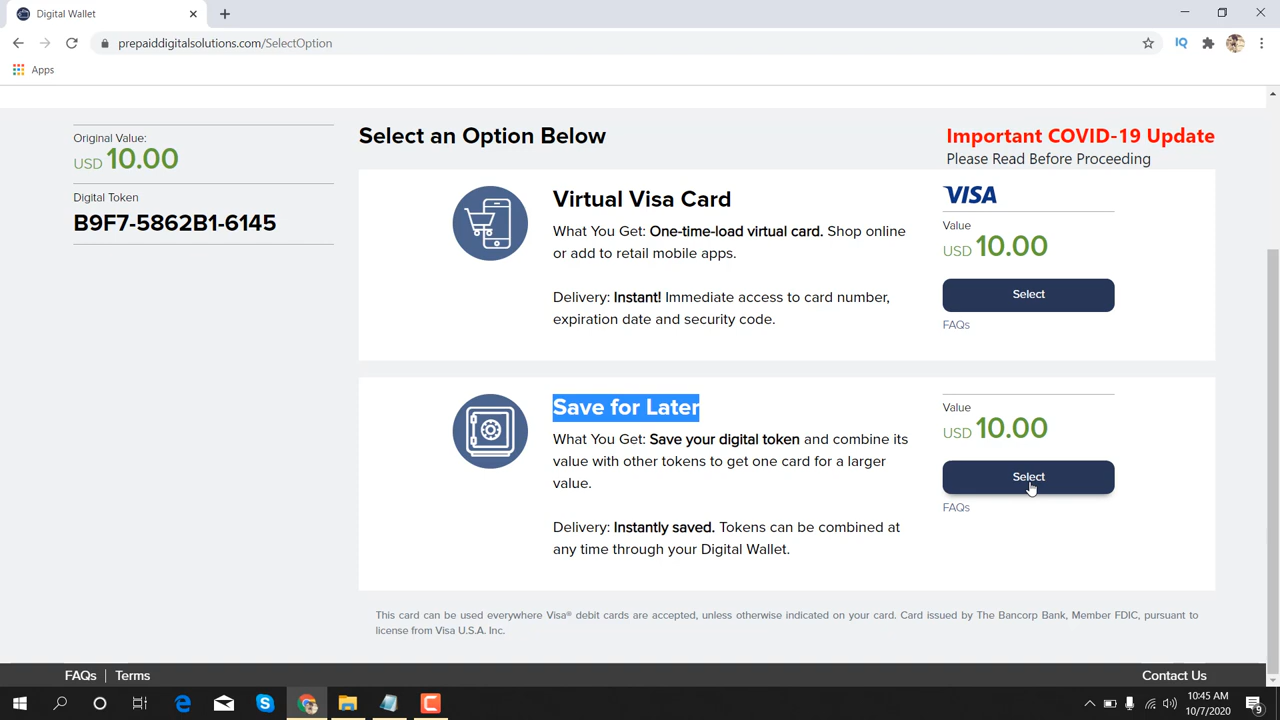 Digital Wallet
prepaiddigitalsolutions.com/SelectOption
IQ
Apps
Original Value:
USD 10.00
Digital Token
B9F7-5862B1-6145
Select an Option Below
Important COVID-19 Update
Please Read Before Proceeding
Virtual Visa Card
What You Get: One-time-load virtual card. Shop online
or add to retail mobile apps.
Delivery: Instant! Immediate access to card number,
expiration date and security code.
VISA
Value
USD 10.00
Select
FAQs
Save for Later
What You Get: Save your digital token and combine its
value with other tokens to get one card for a larger
value.
Delivery: Instantly saved. Tokens can be combined at
any time through your Digital Wallet.
Value
USD 10.00
Select
FAQs
This card can be used everywhere Visa® debit cards are accepted, unless otherwise indicated on your card. Card issued by The Bancorp Bank, Member FDIC, pursuant to
license from Visa U.S.A. Inc.
FAQs | Terms
Contact Us
10:45 AM
10/7/2020
9